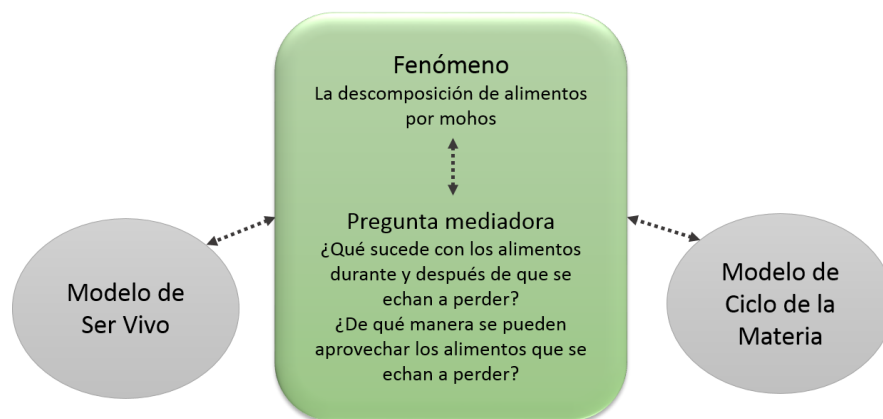 Fenómeno
La descomposición de alimentos
por mohos
Pregunta mediadora
¿Qué sucede con los alimentos
durante y después de que se
echan a perder?
¿De qué manera se pueden
aprovechar los alimentos que se
echan a perder?
Modelo de
Ser Vivo
Modelo de
Ciclo de la
Materia